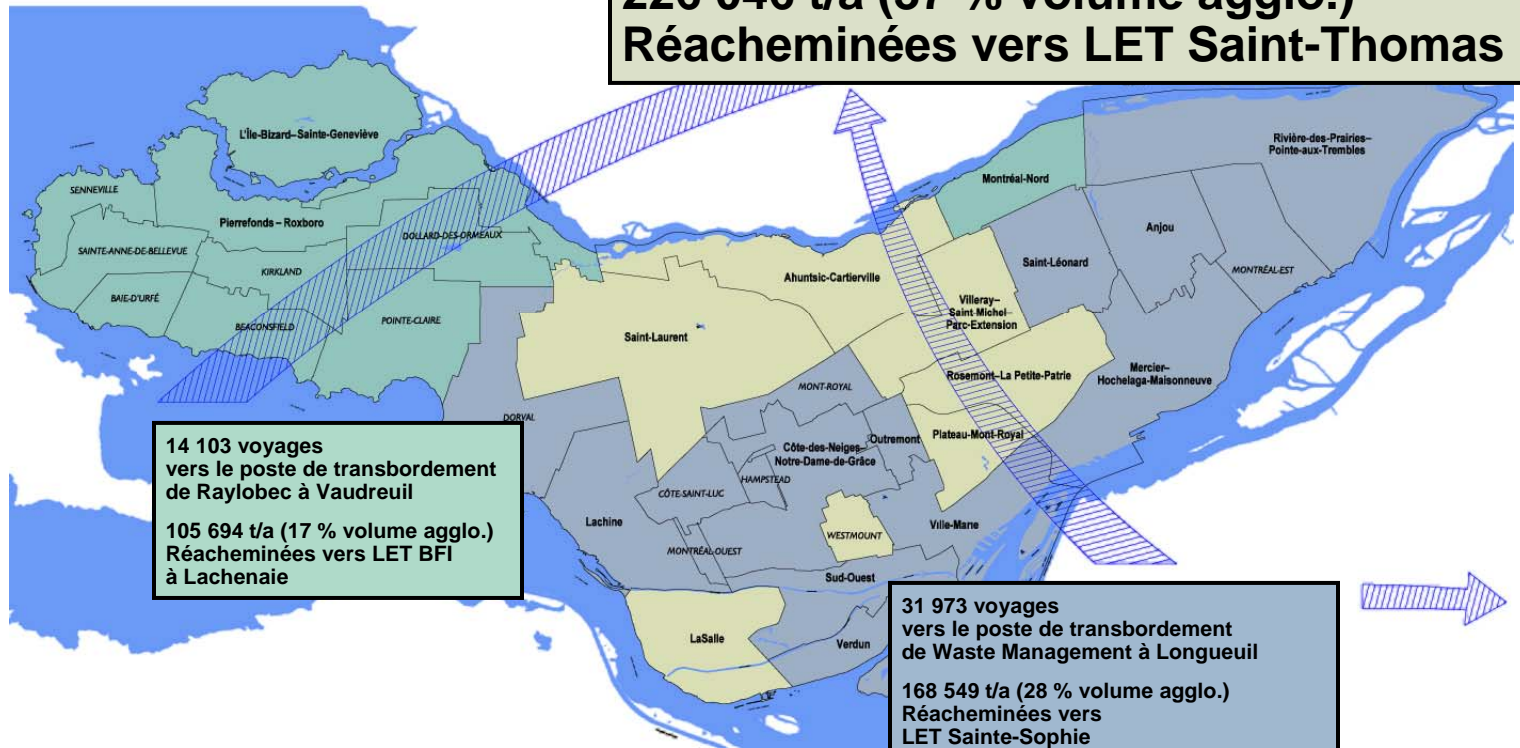 Réacheminées vers LET Saint-Thomas
L'Île-Bizard–Sainte-Geneviève
Rivière-des-Prairies–
Pointe-aux-Trembles
Montréal-Nord
SENNEVILLE
Pierrefonds – Roxboro
DOLLARD-DES-ORMEAUX
SAINTE-ANNE-DE-BELLEVUE
KIRKLAND
BAIE-D'URFÉ
BEACONSFIELD
POINTE-CLAIRE
Anjou
Saint-Léonard
MONTRÉAL-EST
Ahuntsic-Cartierville
Villeray–
Saint-Michel–
Parc-Extension
Saint-Laurent
Rosemont–La Petite-Patrie
Mercier–
Hochelaga-Maisonneuve
MONT-ROYAL
DORVAL
Outremont
Plateau-Mont-Royal
Côte-des-Neiges–
Notre-Dame-de-Grâce
HAMPSTEAD
CÔTE-SAINT-LUC
Lachine
WESTMOUNT
Ville-Marie
MONTRÉAL-OUEST
Sud-Ouest
LaSalle
Verdun
14 103 voyages
vers le poste de transbordement
de Raylobec à Vaudreuil
105 694 t/a (17 % volume agglo.)
Réacheminées vers LET BFI
à Lachenaie
31 973 voyages
vers le poste de transbordement
de Waste Management à Longueuil
168 549 t/a (28 % volume agglo.)
Réacheminées vers
LET Sainte-Sophie